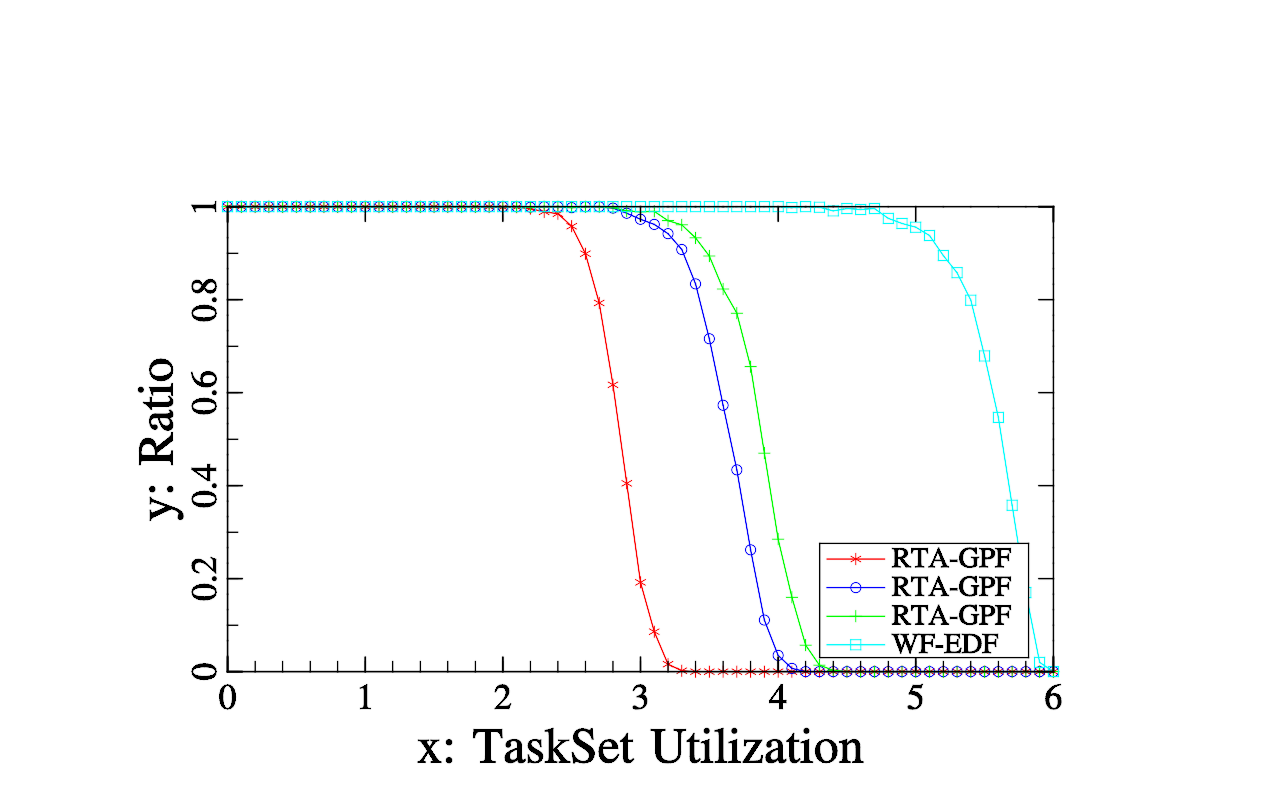 y: Ratio
1
0.8
0.6
0.4
0.2
0
0 1 2 3 4 5 6
x: TaskSet Utilization
RTA-GPF
RTA-GPF
RTA-GPF
WF-EDF